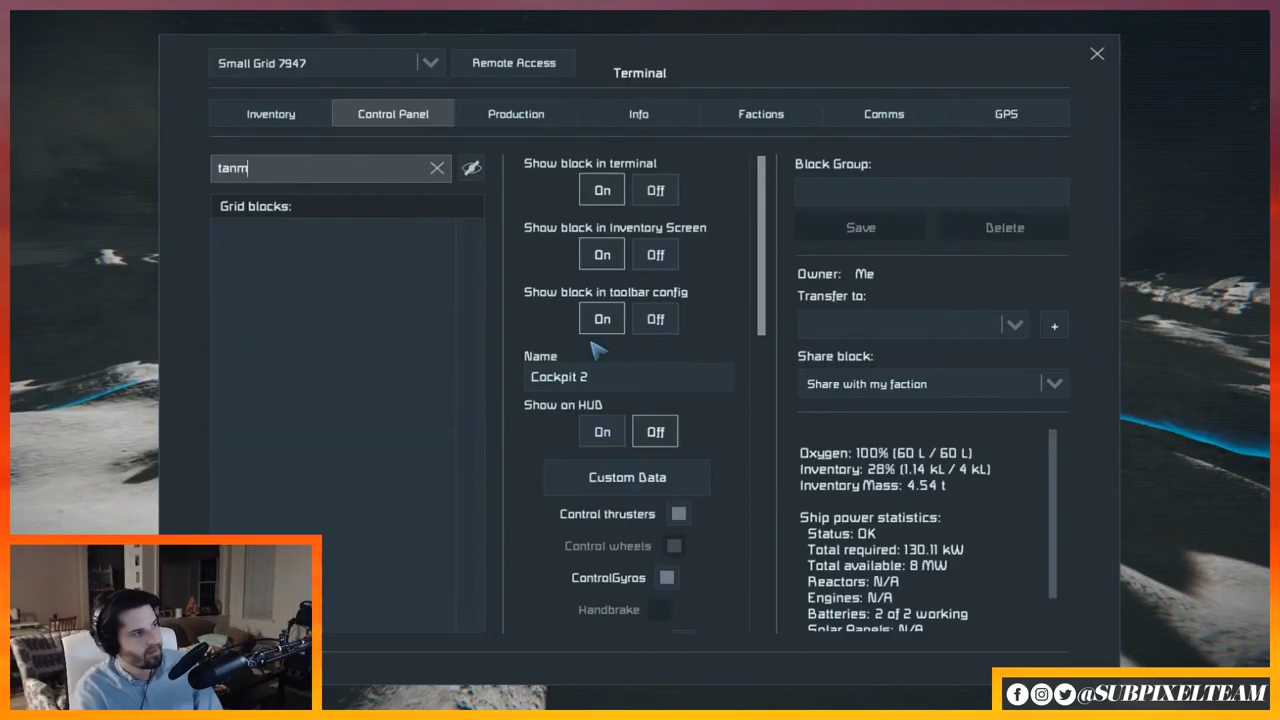 Small Grid 7947
Remote Access
Terminal
Inventory
Control Panel
Production
Info
Factions
Comms
GPS
tanm
Grid blocks:
Show block in terminal
On Off
Show block in Inventory Screen
On Off
Show block in toolbar config
On Off
Name
Cockpit 2
Show on HUD
On Off
Custom Data
Control thrusters
Control wheels
ControlGyros
Handbrake
Block Group:
Save Delete
Owner: Me
Transfer to:
+
Share block:
Share with my faction
Oxygen: 100% (60 L / 60 L)
Inventory: 28% (1.14 kL / 4 kL)
Inventory Mass: 4.54 t
Ship power statistics:
Status: OK
Total required: 130.11 kW
Total available: 8 MW
Reactors: N/A
Engines: N/A
Batteries: 2 of 2 working
Solar Panels: N/A
@SUBPIXELTEAM